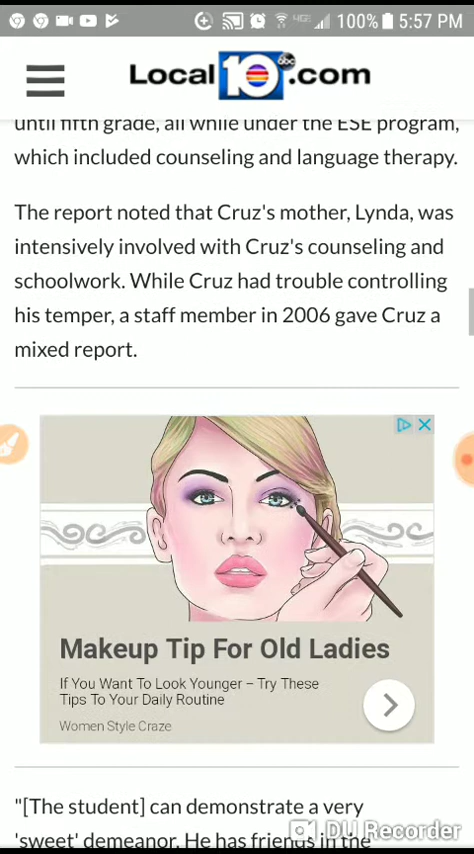 100% 5:57 PM
Local 10 abc .com
until fifth grade, all while under the ESE program,
which included counseling and language therapy.
The report noted that Cruz's mother, Lynda, was
intensively involved with Cruz's counseling and
schoolwork. While Cruz had trouble controlling
his temper, a staff member in 2006 gave Cruz a
mixed report.
Makeup Tip For Old Ladies
If You Want To Look Younger – Try These
Tips To Your Daily Routine
Women Style Craze
"[The student] can demonstrate a very
'sweet' demeanor. He has friends in the
DU Recorder